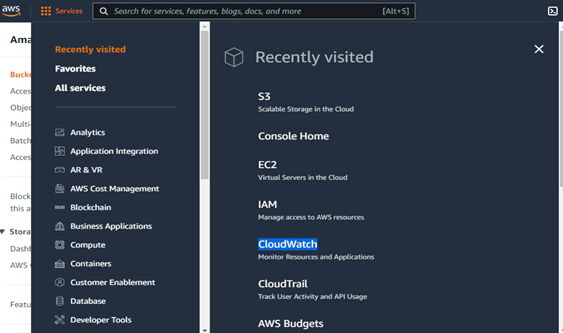 aws
Services
Search for services, features, blogs, docs, and more
[Alt+S]
Ama
Bucke
Acces
Objec
Multi-
Batch
Acces
Block
this a
Storag
Dashb
AWS
Featu
Recently visited
Favorites
All services
Analytics
Application Integration
AR & VR
AWS Cost Management
Blockchain
Business Applications
Compute
Containers
Customer Enablement
Database
Developer Tools
Recently visited
S3
Scalable Storage in the Cloud
Console Home
EC2
Virtual Servers in the Cloud
IAM
Manage access to AWS resources
CloudWatch
Monitor Resources and Applications
CloudTrail
Track User Activity and API Usage
AWS Budgets